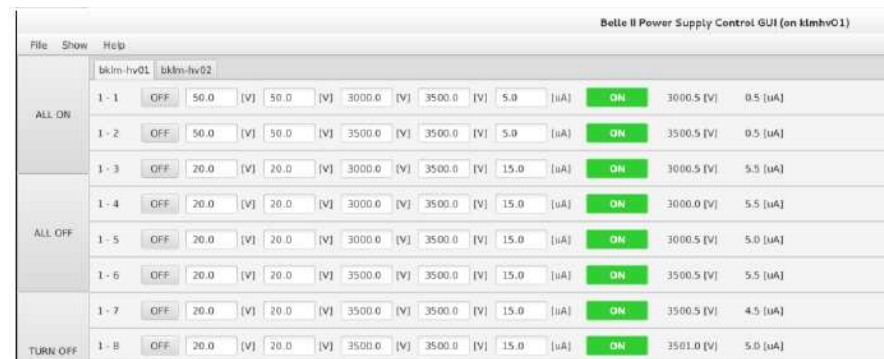 Belle II Power Supply Control GUI (on klmhv01)
File Show Help
bklm-hv01 bklm-hv02
ALL ON
1 - 1 OFF 50.0 [V] 50.0 [V] 3000.0 [V] 3500.0 [V] 5.0 [uA] ON 3000.5 [V] 0.5 [uA]
1 - 2 OFF 50.0 [V] 50.0 [V] 3500.0 [V] 3500.0 [V] 5.0 [uA] ON 3500.5 [V] 0.5 [uA]
1 - 3 OFF 20.0 [V] 20.0 [V] 3000.0 [V] 3500.0 [V] 15.0 [uA] ON 3000.5 [V] 5.5 [uA]
ALL OFF
1 - 4 OFF 20.0 [V] 20.0 [V] 3000.0 [V] 3500.0 [V] 15.0 [uA] ON 3000.0 [V] 5.5 [uA]
1 - 5 OFF 20.0 [V] 20.0 [V] 3000.0 [V] 3500.0 [V] 15.0 [uA] ON 3000.5 [V] 5.0 [uA]
1 - 6 OFF 20.0 [V] 20.0 [V] 3500.0 [V] 3500.0 [V] 15.0 [uA] ON 3500.5 [V] 5.5 [uA]
1 - 7 OFF 20.0 [V] 20.0 [V] 3500.0 [V] 3500.0 [V] 15.0 [uA] ON 3500.5 [V] 4.5 [uA]
TURN OFF
1 - 8 OFF 20.0 [V] 20.0 [V] 3500.0 [V] 3500.0 [V] 15.0 [uA] ON 3501.0 [V] 5.0 [uA]